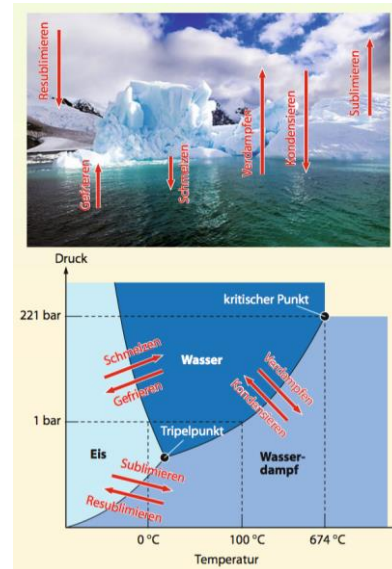 Resublimieren
Gefrieren
Schmelzen
Verdampfen
Kondensieren
Sublimieren
Druck
kritischer Punkt
221 bar
Schmelzen
Gefrieren
Wasser
Verdampfen
Kondensieren
1 bar
Tripelpunkt
Eis
Sublimieren
Resublimieren
Wasser-
dampf
0 °C
100 °C
674 °C
Temperatur